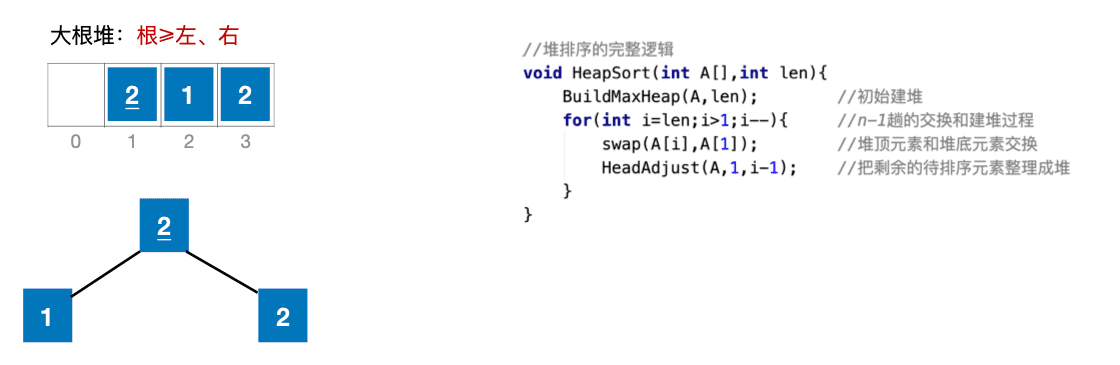 大根堆：根≥左、右
2 1 2
0 1 2 3
2
1 2
//堆排序的完整逻辑
void HeapSort(int A[],int len){
    BuildMaxHeap(A,len);        //初始建堆
    for(int i=len;i>1;i--){     //n-1趟的交换和建堆过程
        swap(A[i],A[1]);        //堆顶元素和堆底元素交换
        HeadAdjust(A,1,i-1);    //把剩余的待排序元素整理成堆
    }
}